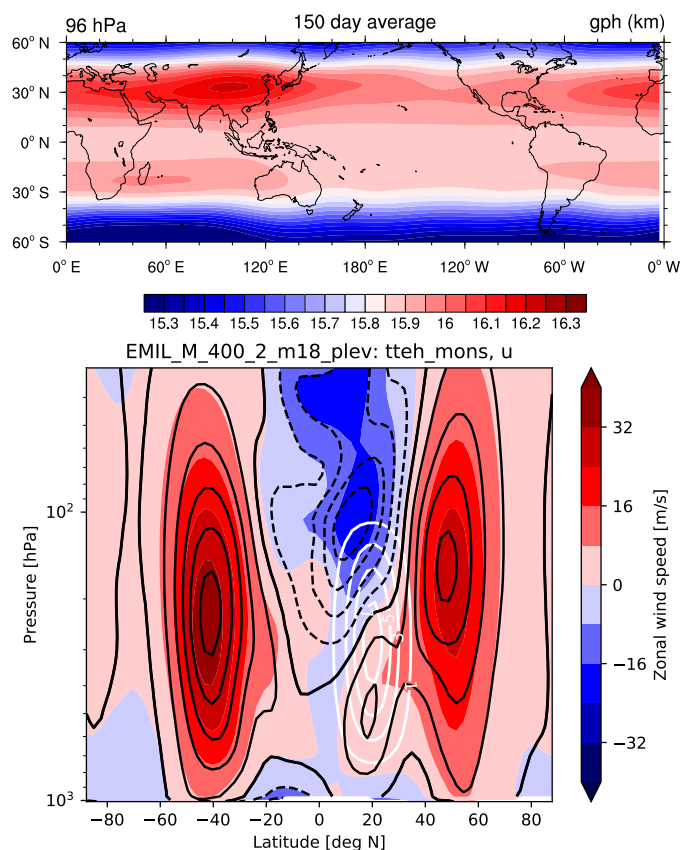 96 hPa 150 day average gph (km)
60° N
30° N
0° N
30° S
60° S
0° E 60° E 120° E 180° E 120° W 60° W 0° W
15.3 15.4 15.5 15.6 15.7 15.8 15.9 16 16.1 16.2 16.3
EMIL_M_400_2_m18_plev: tteh_mons, u
10²
10³
Pressure [hPa]
−80 −60 −40 −20 0 20 40 60 80
Latitude [deg N]
32
16
0
−16
−32
Zonal wind speed [m/s]
5
1